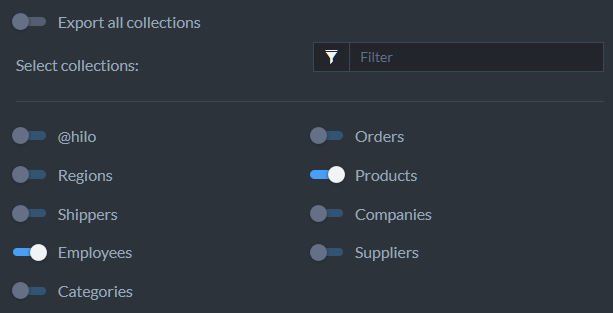 Export all collections
Select collections:
Filter
@hilo
Orders
Regions
Products
Shippers
Companies
Employees
Suppliers
Categories